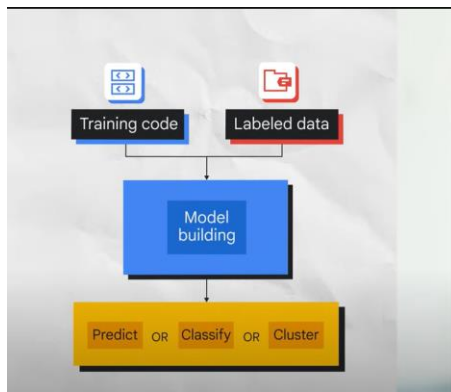 Training code
Labeled data
Model
building
Predict OR Classify OR Cluster